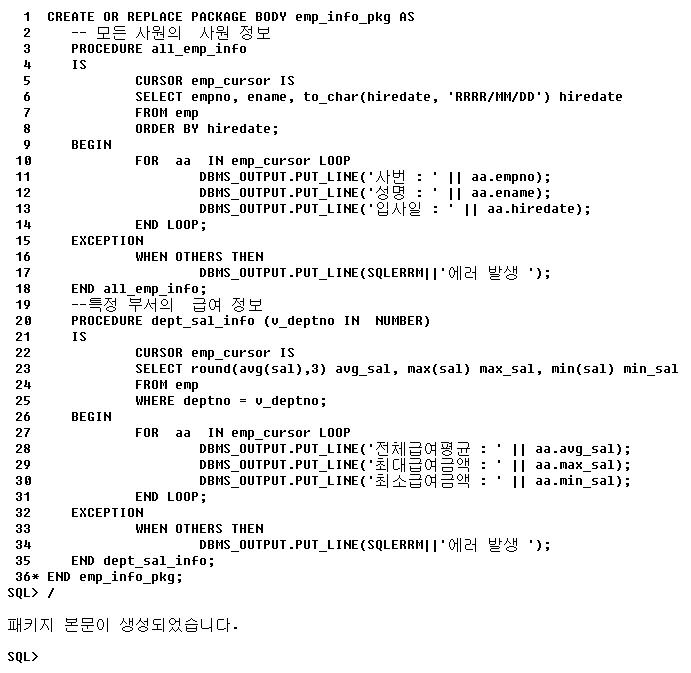 1 CREATE OR REPLACE PACKAGE BODY emp_info_pkg AS
2 -- 모든 사원의 사원 정보
3 PROCEDURE all_emp_info
4 IS
5 CURSOR emp_cursor IS
6 SELECT empno, ename, to_char(hiredate, 'RRRR/MM/DD') hiredate
7 FROM emp
8 ORDER BY hiredate;
9 BEGIN
10 FOR aa IN emp_cursor LOOP
11 DBMS_OUTPUT.PUT_LINE('사번 : ' || aa.empno);
12 DBMS_OUTPUT.PUT_LINE('성명 : ' || aa.ename);
13 DBMS_OUTPUT.PUT_LINE('입사일 : ' || aa.hiredate);
14 END LOOP;
15 EXCEPTION
16 WHEN OTHERS THEN
17 DBMS_OUTPUT.PUT_LINE(SQLERRM||'에러 발생 ');
18 END all_emp_info;
19 --특정 부서의 급여 정보
20 PROCEDURE dept_sal_info (v_deptno IN NUMBER)
21 IS
22 CURSOR emp_cursor IS
23 SELECT round(avg(sal),3) avg_sal, max(sal) max_sal, min(sal) min_sal
24 FROM emp
25 WHERE deptno = v_deptno;
26 BEGIN
27 FOR aa IN emp_cursor LOOP
28 DBMS_OUTPUT.PUT_LINE('전체급여평균 : ' || aa.avg_sal);
29 DBMS_OUTPUT.PUT_LINE('최대급여금액 : ' || aa.max_sal);
30 DBMS_OUTPUT.PUT_LINE('최소급여금액 : ' || aa.min_sal);
31 END LOOP;
32 EXCEPTION
33 WHEN OTHERS THEN
34 DBMS_OUTPUT.PUT_LINE(SQLERRM||'에러 발생 ');
35 END dept_sal_info;
36* END emp_info_pkg;
SQL> /
패키지 본문이 생성되었습니다.
SQL>